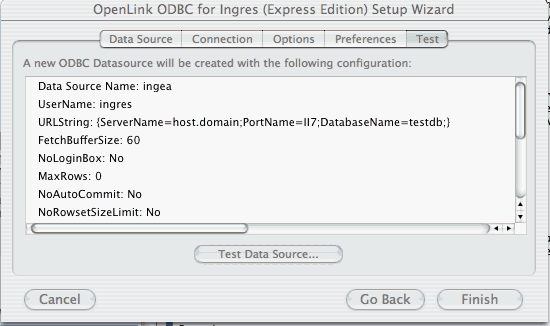 OpenLink ODBC for Ingres (Express Edition) Setup Wizard
Data Source Connection Options Preferences Test
A new ODBC Datasource will be created with the following configuration:
Data Source Name: ingea
UserName: ingres
URLString: {ServerName=host.domain;PortName=II7;DatabaseName=testdb;}
FetchBufferSize: 60
NoLoginBox: No
MaxRows: 0
NoAutoCommit: No
NoRowsetSizeLimit: No
Test Data Source...
Cancel Go Back Finish